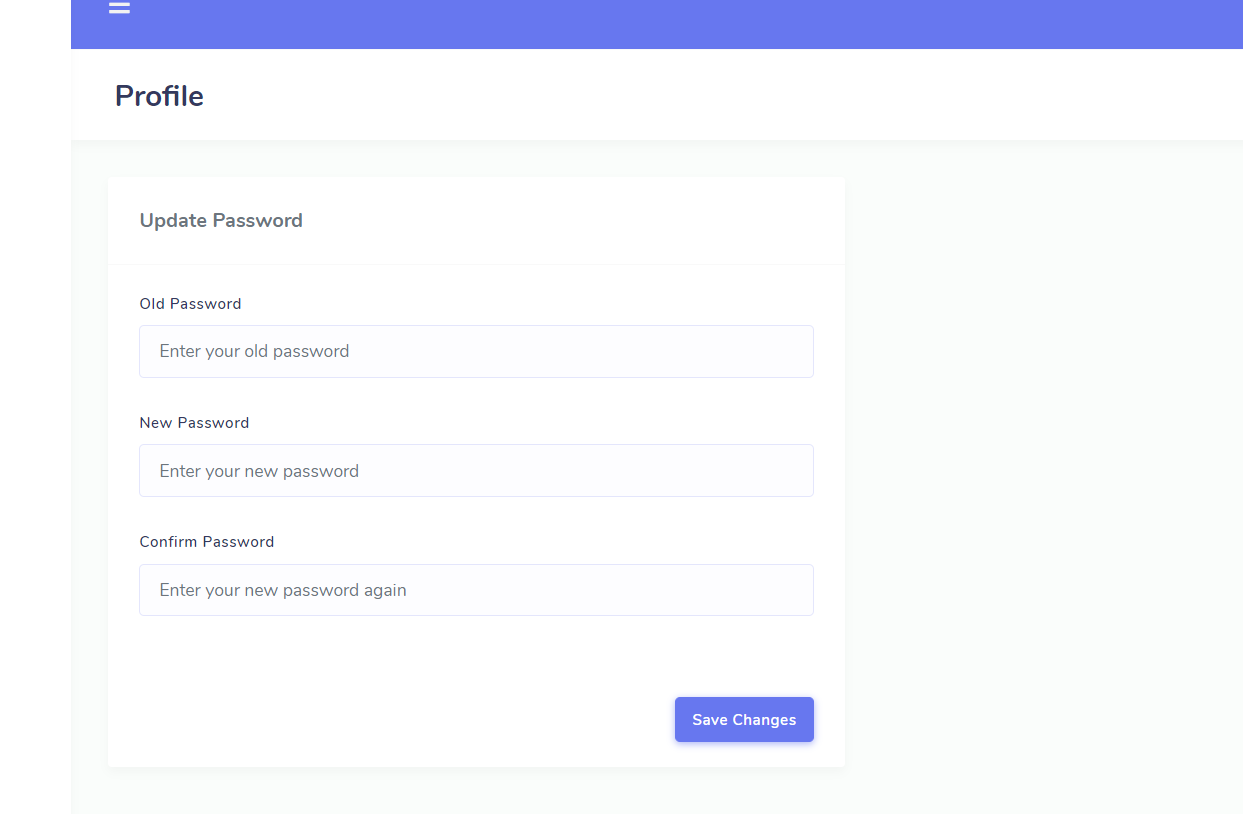 Profile
Update Password
Old Password
Enter your old password
New Password
Enter your new password
Confirm Password
Enter your new password again
Save Changes